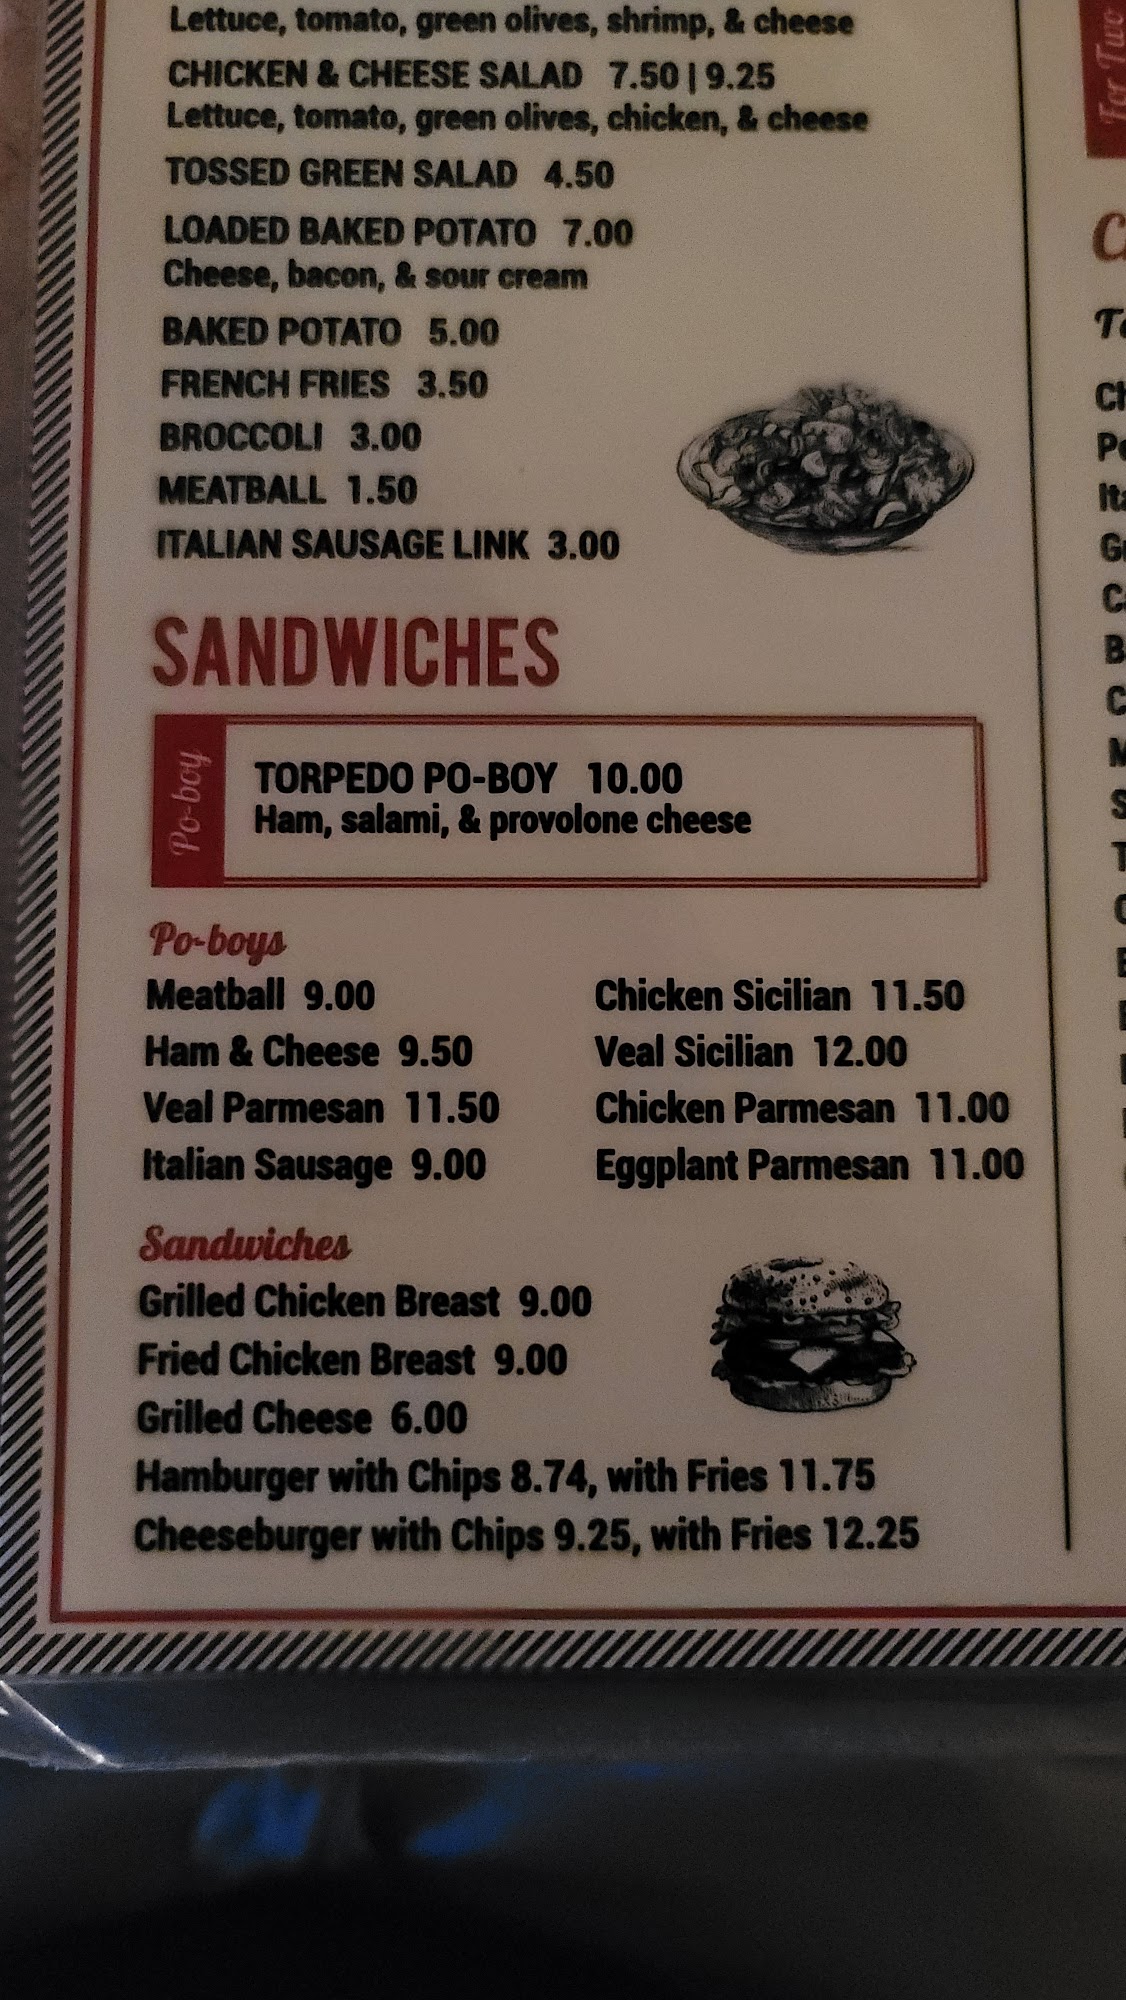 Lettuce, tomato, green olives, shrimp, & cheese
CHICKEN & CHEESE SALAD 7.50 | 9.25
Lettuce, tomato, green olives, chicken, & cheese
TOSSED GREEN SALAD 4.50
LOADED BAKED POTATO 7.00
Cheese, bacon, & sour cream
BAKED POTATO 5.00
FRENCH FRIES 3.50
BROCCOLI 3.00
MEATBALL 1.50
ITALIAN SAUSAGE LINK 3.00
SANDWICHES
Po-boy
TORPEDO PO-BOY 10.00
Ham, salami, & provolone cheese
Po-boys
Meatball 9.00
Ham & Cheese 9.50
Veal Parmesan 11.50
Italian Sausage 9.00
Chicken Sicilian 11.50
Veal Sicilian 12.00
Chicken Parmesan 11.00
Eggplant Parmesan 11.00
Sandwiches
Grilled Chicken Breast 9.00
Fried Chicken Breast 9.00
Grilled Cheese 6.00
Hamburger with Chips 8.74, with Fries 11.75
Cheeseburger with Chips 9.25, with Fries 12.25
For Two